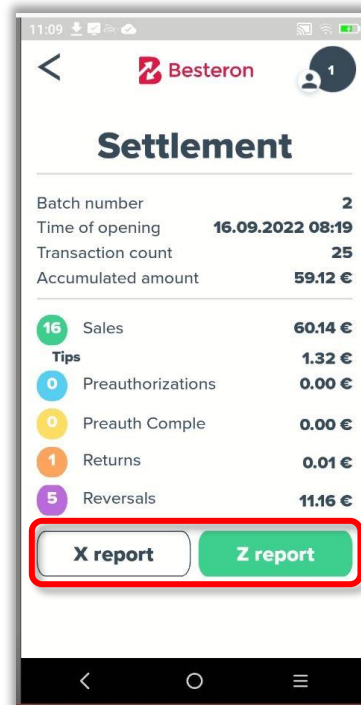 11:09
Besteron
1
Settlement
Batch number 2
Time of opening 16.09.2022 08:19
Transaction count 25
Accumulated amount 59.12 €
16 Sales 60.14 €
Tips 1.32 €
0 Preauthorizations 0.00 €
0 Preauth Comple 0.00 €
1 Returns 0.01 €
5 Reversals 11.16 €
X report Z report